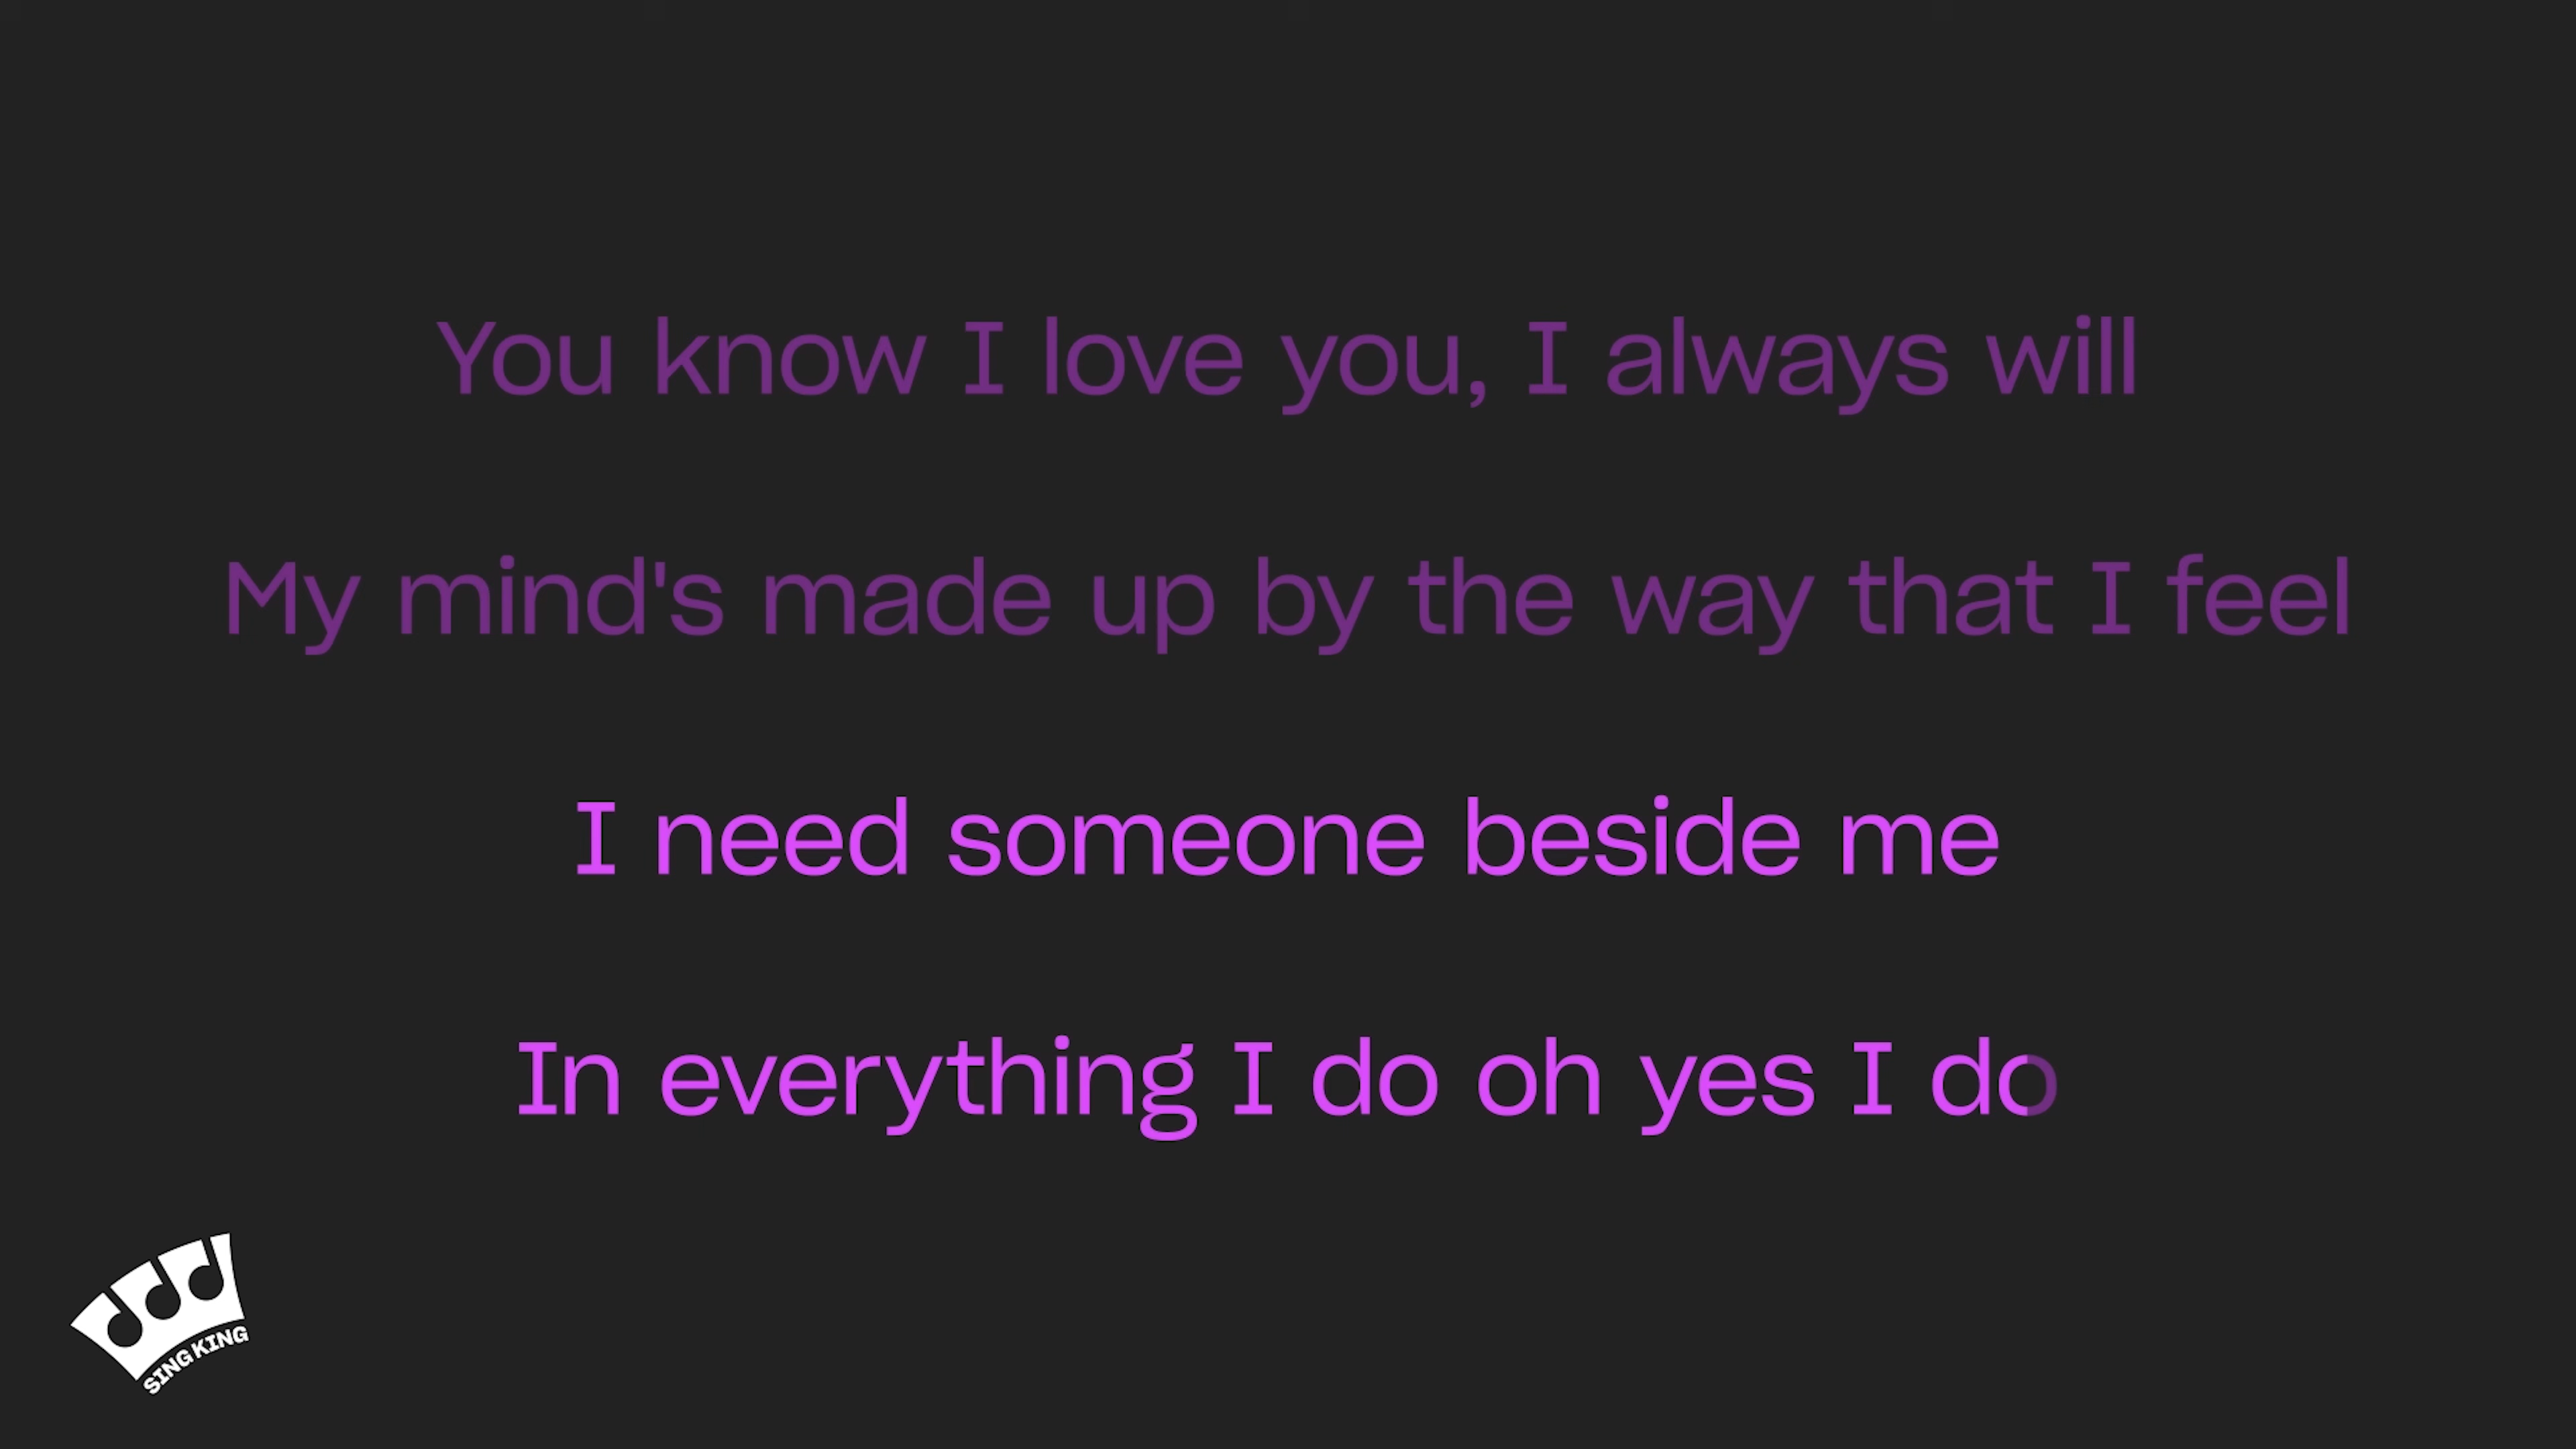 You know I love you, I always will
My mind's made up by the way that I feel
I need someone beside me
In everything I do oh yes I do
SING KING